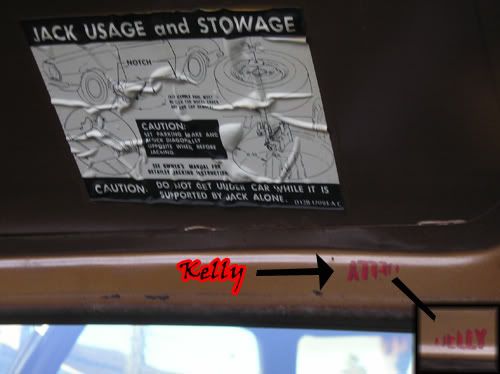 JACK USAGE and STOWAGE
NOTCH
CAUTION:
SET PARKING BRAKE AND
BLOCK DIAGONALLY
OPPOSITE WHEEL BEFORE
JACKING
SEE OWNER'S MANUAL FOR
DETAILED JACKING INSTRUCTIONS
CAUTION: DO NOT GET UNDER CAR WHILE IT IS
SUPPORTED BY JACK ALONE.
Kelly